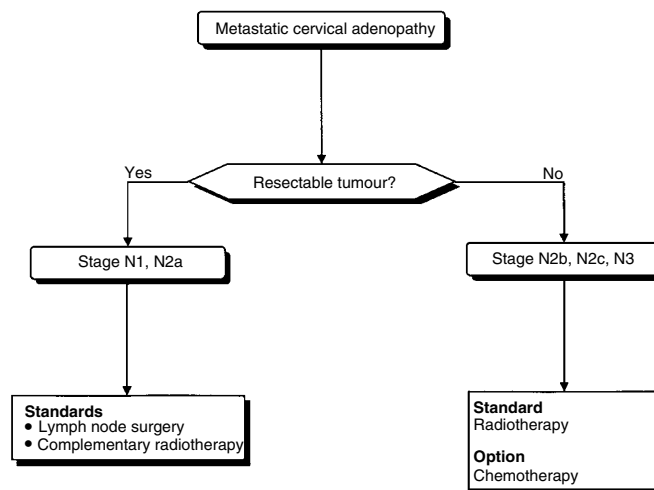 Metastatic cervical adenopathy
Resectable tumour?
Yes
No
Stage N1, N2a
Stage N2b, N2c, N3
Standards
• Lymph node surgery
• Complementary radiotherapy
Standard
Radiotherapy
Option
Chemotherapy